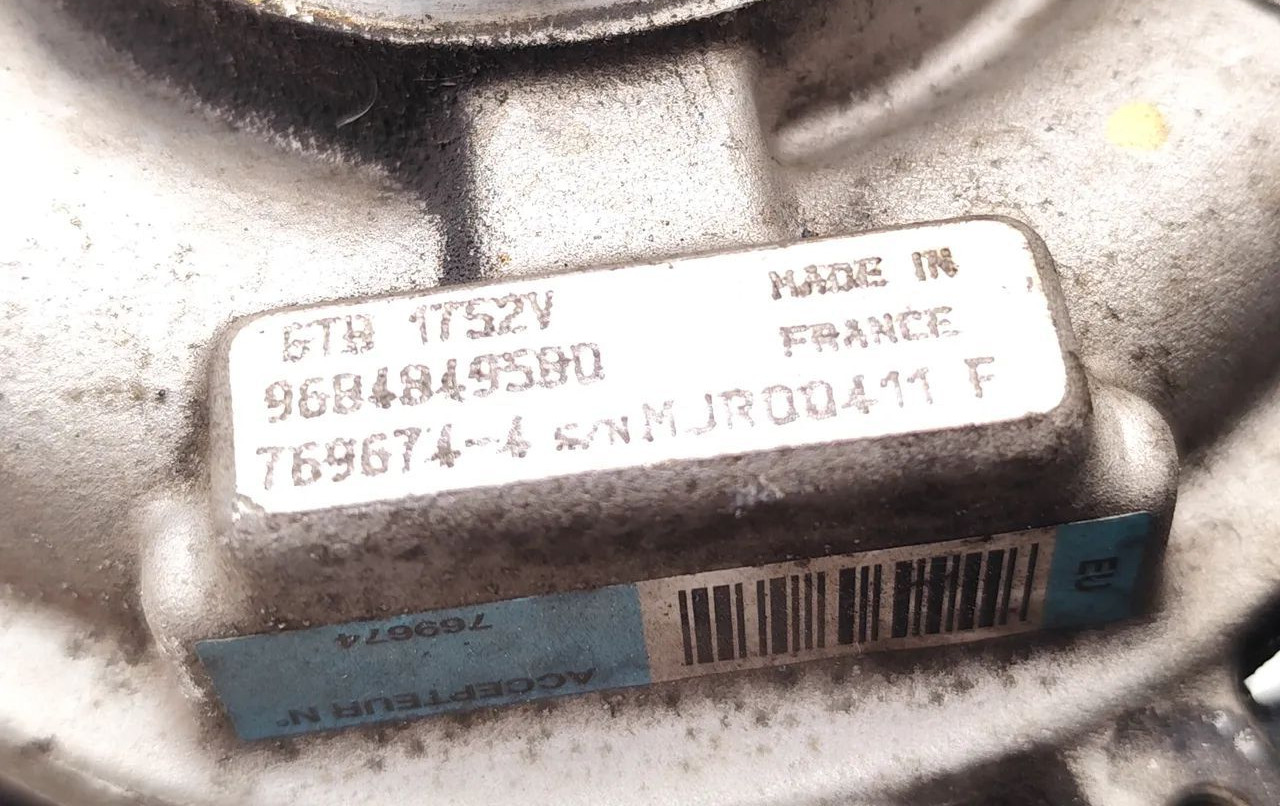 GTB 1752V
MADE IN
FRANCE
9684849580
769674-4 S/N MJR00411 F
EU
ACCEPTEUR N°
769674